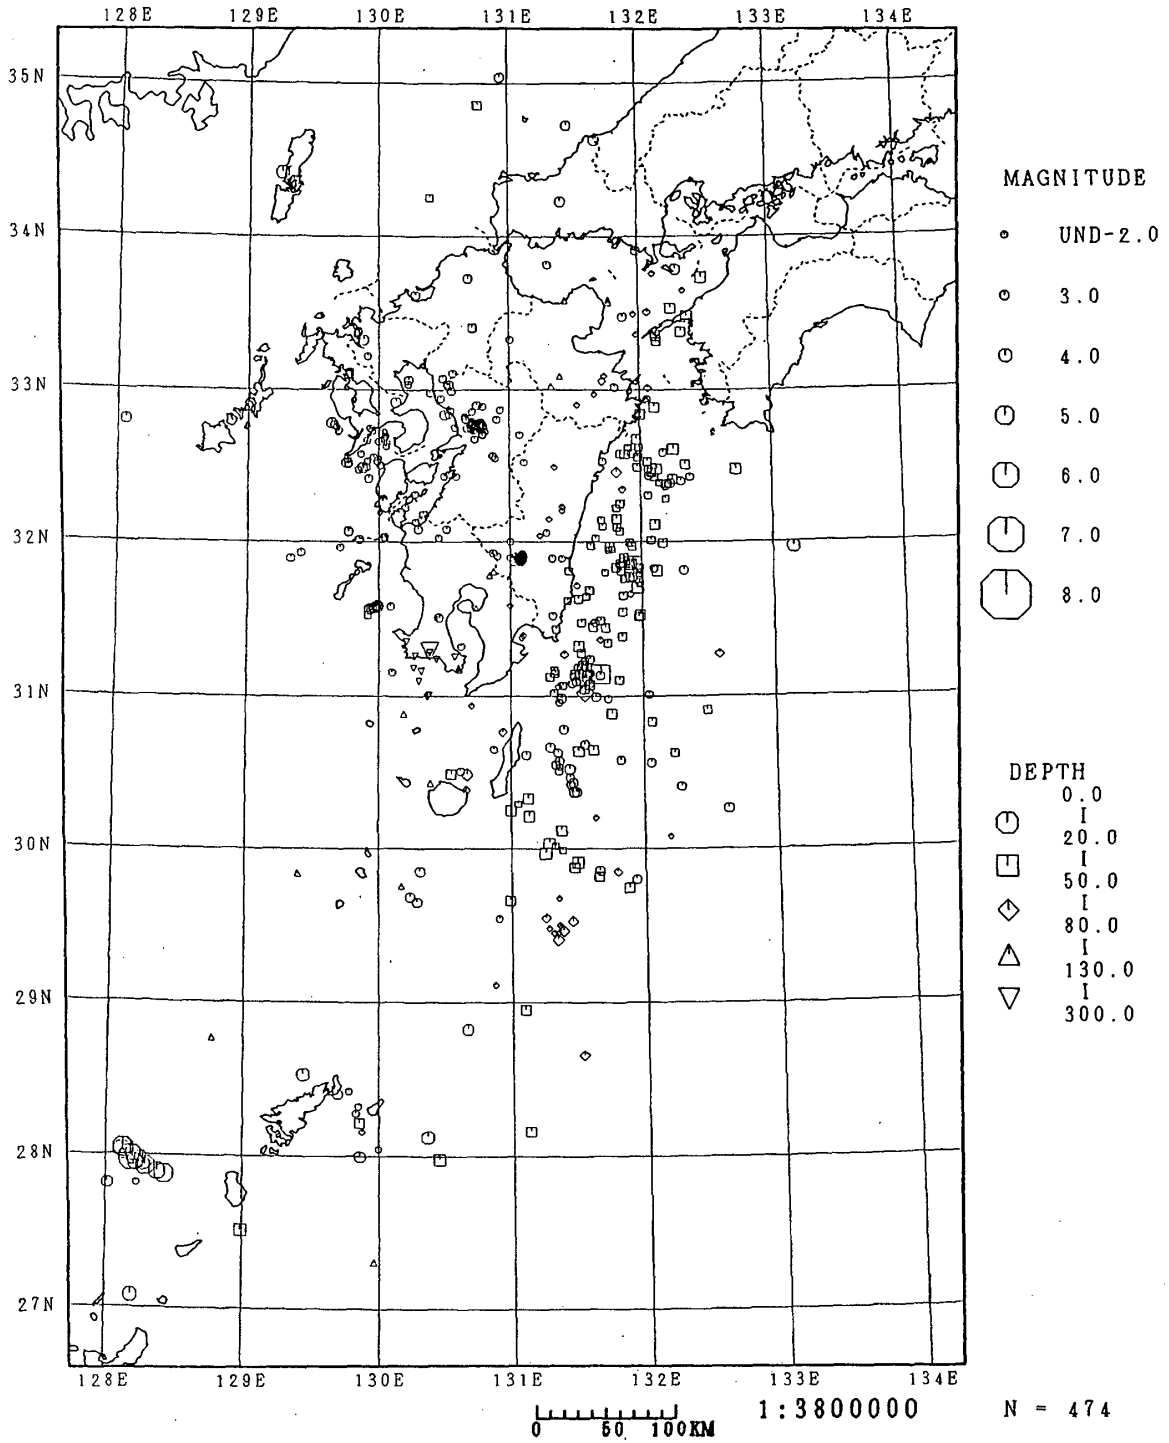 128E 129E 130E 131E 132E 133E 134E
35N
34N
33N
32N
31N
30N
29N
28N
27N
128E 129E 130E 131E 132E 133E 134E
0 50 100KM
1:3800000
N = 474
MAGNITUDE
UND-2.0
3.0
4.0
5.0
6.0
7.0
8.0
DEPTH
0.0
I
20.0
I
50.0
I
80.0
I
130.0
I
300.0